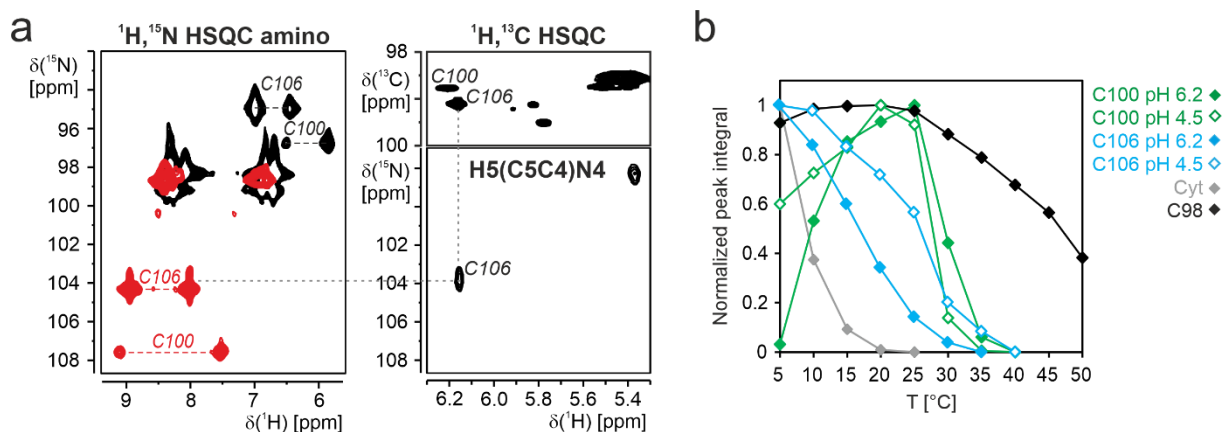 a
¹H,¹⁵N HSQC amino
δ(¹⁵N)
[ppm]
94
96
98
100
102
104
106
108
C106
C100
C106
C100
9
8
7
6
δ(¹H) [ppm]
¹H,¹³C HSQC
98
δ(¹³C)
[ppm]
100
C100
C106
δ(¹⁵N)
[ppm]
98
100
102
104
106
108
H5(C5C4)N4
C106
6.2
6.0
5.8
5.6
5.4
δ(¹H) [ppm]
b
Normalized peak integral
1
0.8
0.6
0.4
0.2
0
5
10
15
20
25
30
35
40
45
50
T [°C]
C100 pH 6.2
C100 pH 4.5
C106 pH 6.2
C106 pH 4.5
Cyt
C98